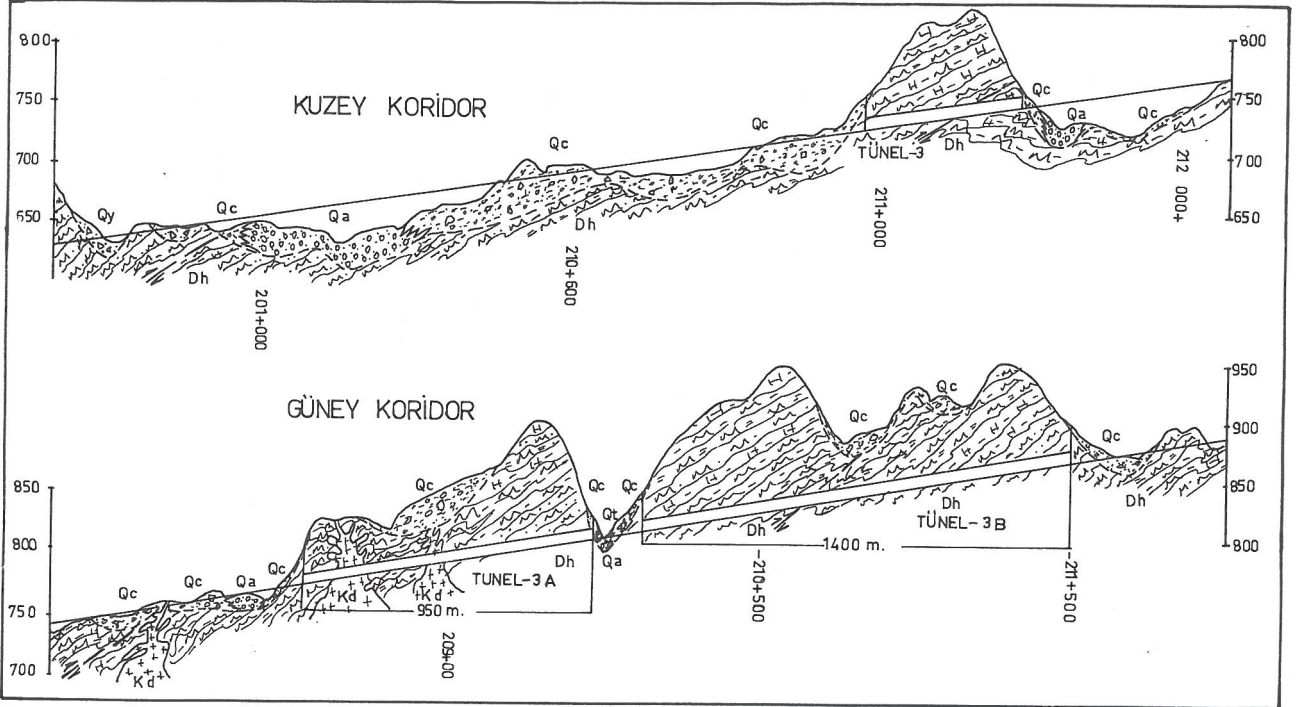 800
750
700
650
KUZEY KORİDOR
800
750
700
650
Qy
Qc
Qa
Qc
Qc
Qc
Qa
Qc
Dh
Dh
Dh
TÜNEL-3
201+000
210+600
211+000
212
000+
GÜNEY KORİDOR
850
800
750
700
950
900
850
800
Qc
Qc
Qa
Qc
Qc
Qc
Qt
Qa
Qc
Qc
Qc
Dh
Dh
Dh
Dh
TUNEL-3A
TÜNEL-3B
Kd
Kd
Kd
950 m.
1400 m.
209+00
-210+500
-211+500